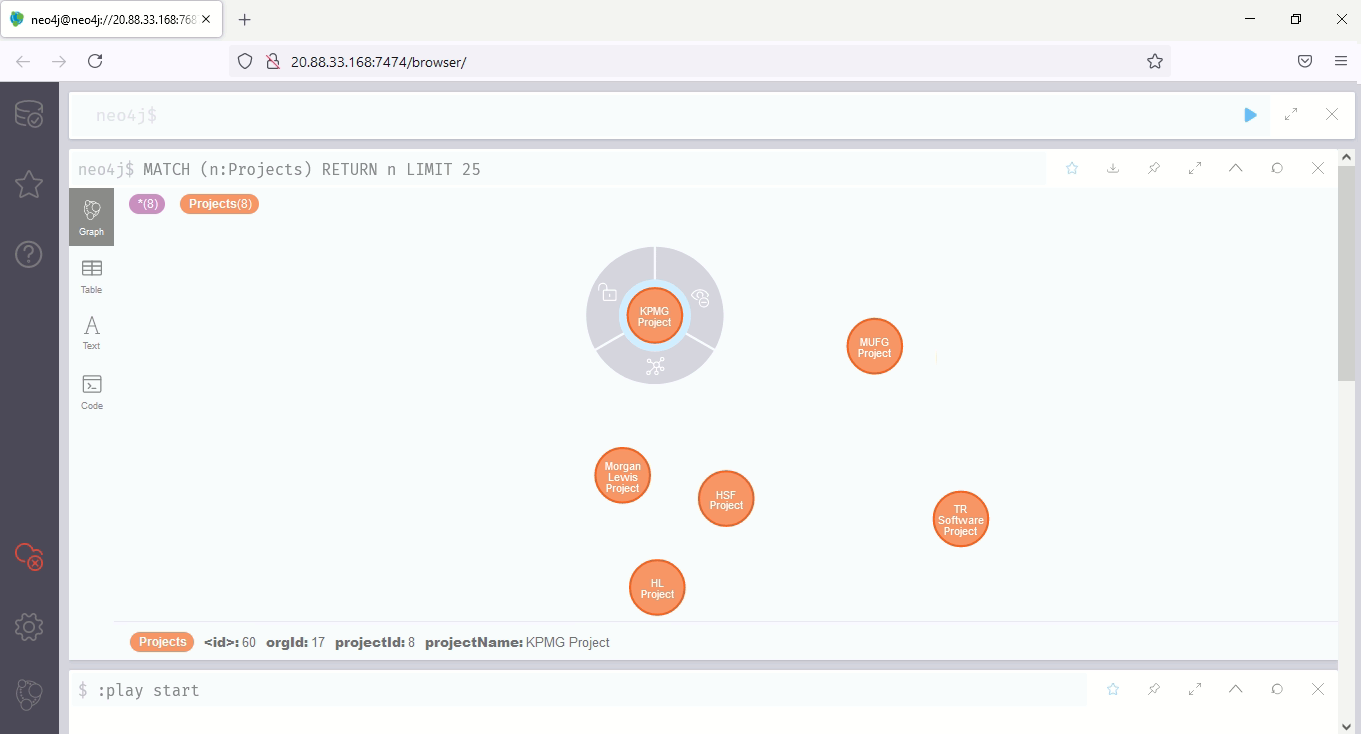 neo4j@neo4j://20.88.33.168:768
20.88.33.168:7474/browser/
neo4j$
neo4j$ MATCH (n:Projects) RETURN n LIMIT 25
*(8) Projects(8)
Graph
Table
Text
Code
KPMG
Project
MUFG
Project
Morgan
Lewis
Project
HSF
Project
TR
Software
Project
HL
Project
Projects <id>: 60 orgId: 17 projectId: 8 projectName: KPMG Project
$ :play start